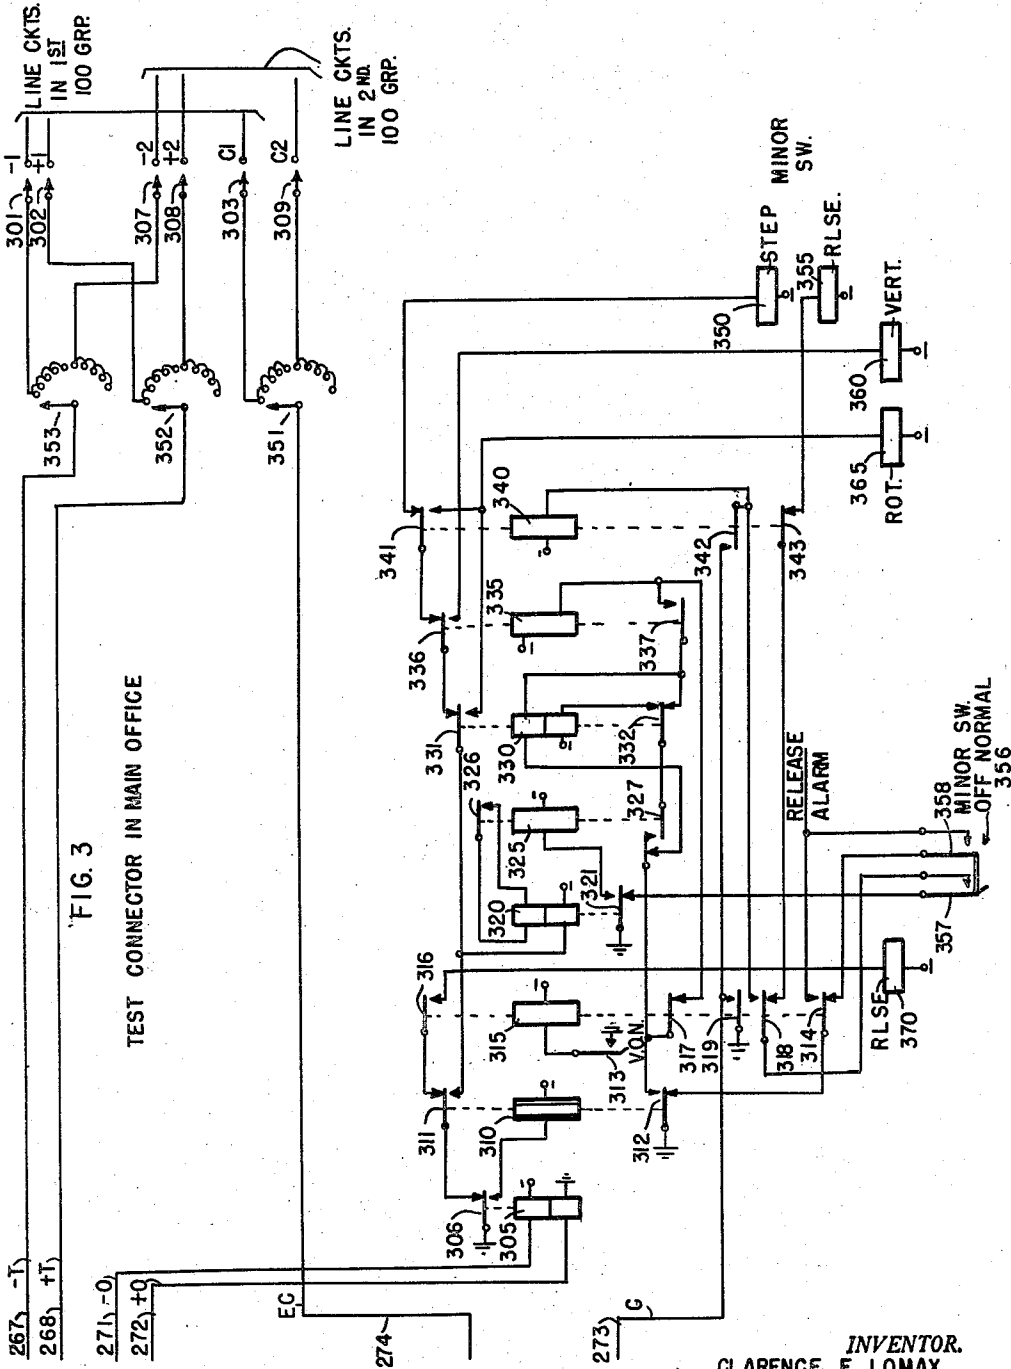 LINE CKTS.
IN 1ST
100 GRP.
LINE CKTS.
IN 2ND.
100 GRP.
-1
+1
-2
+2
C1
C2
301
302
307
308
303
309
353
352
351
MINOR
SW.
STEP
350
355
RLSE.
VERT.
360
365
ROT.
340
341
342
343
335
336
337
331
330
332
326
325
327
320
321
RELEASE
ALARM
358
MINOR SW.
OFF NORMAL
356
357
FIG. 3
TEST CONNECTOR IN MAIN OFFICE
316
315
313
V.O.N.
317
319
318
314
RLSE
370
311
310
312
306
305
267 -T
268 +T
271 -O
272 +O
EC
274
273
G
INVENTOR.
CLARENCE E. LOMAX